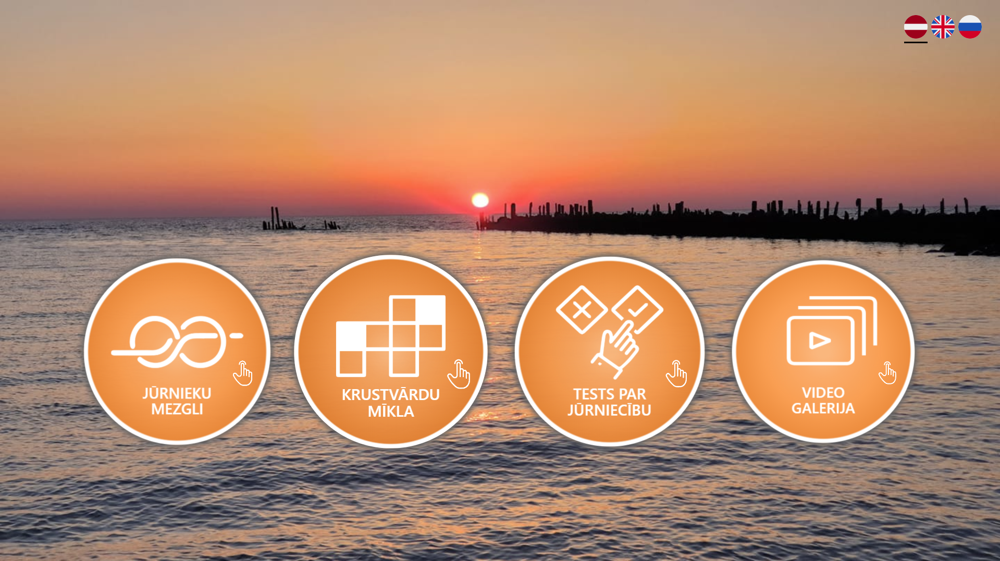 JŪRNIEKU
MEZGLI
KRUSTVĀRDU
MĪKLA
TESTS PAR
JŪRNIECĪBU
VIDEO
GALERIJA